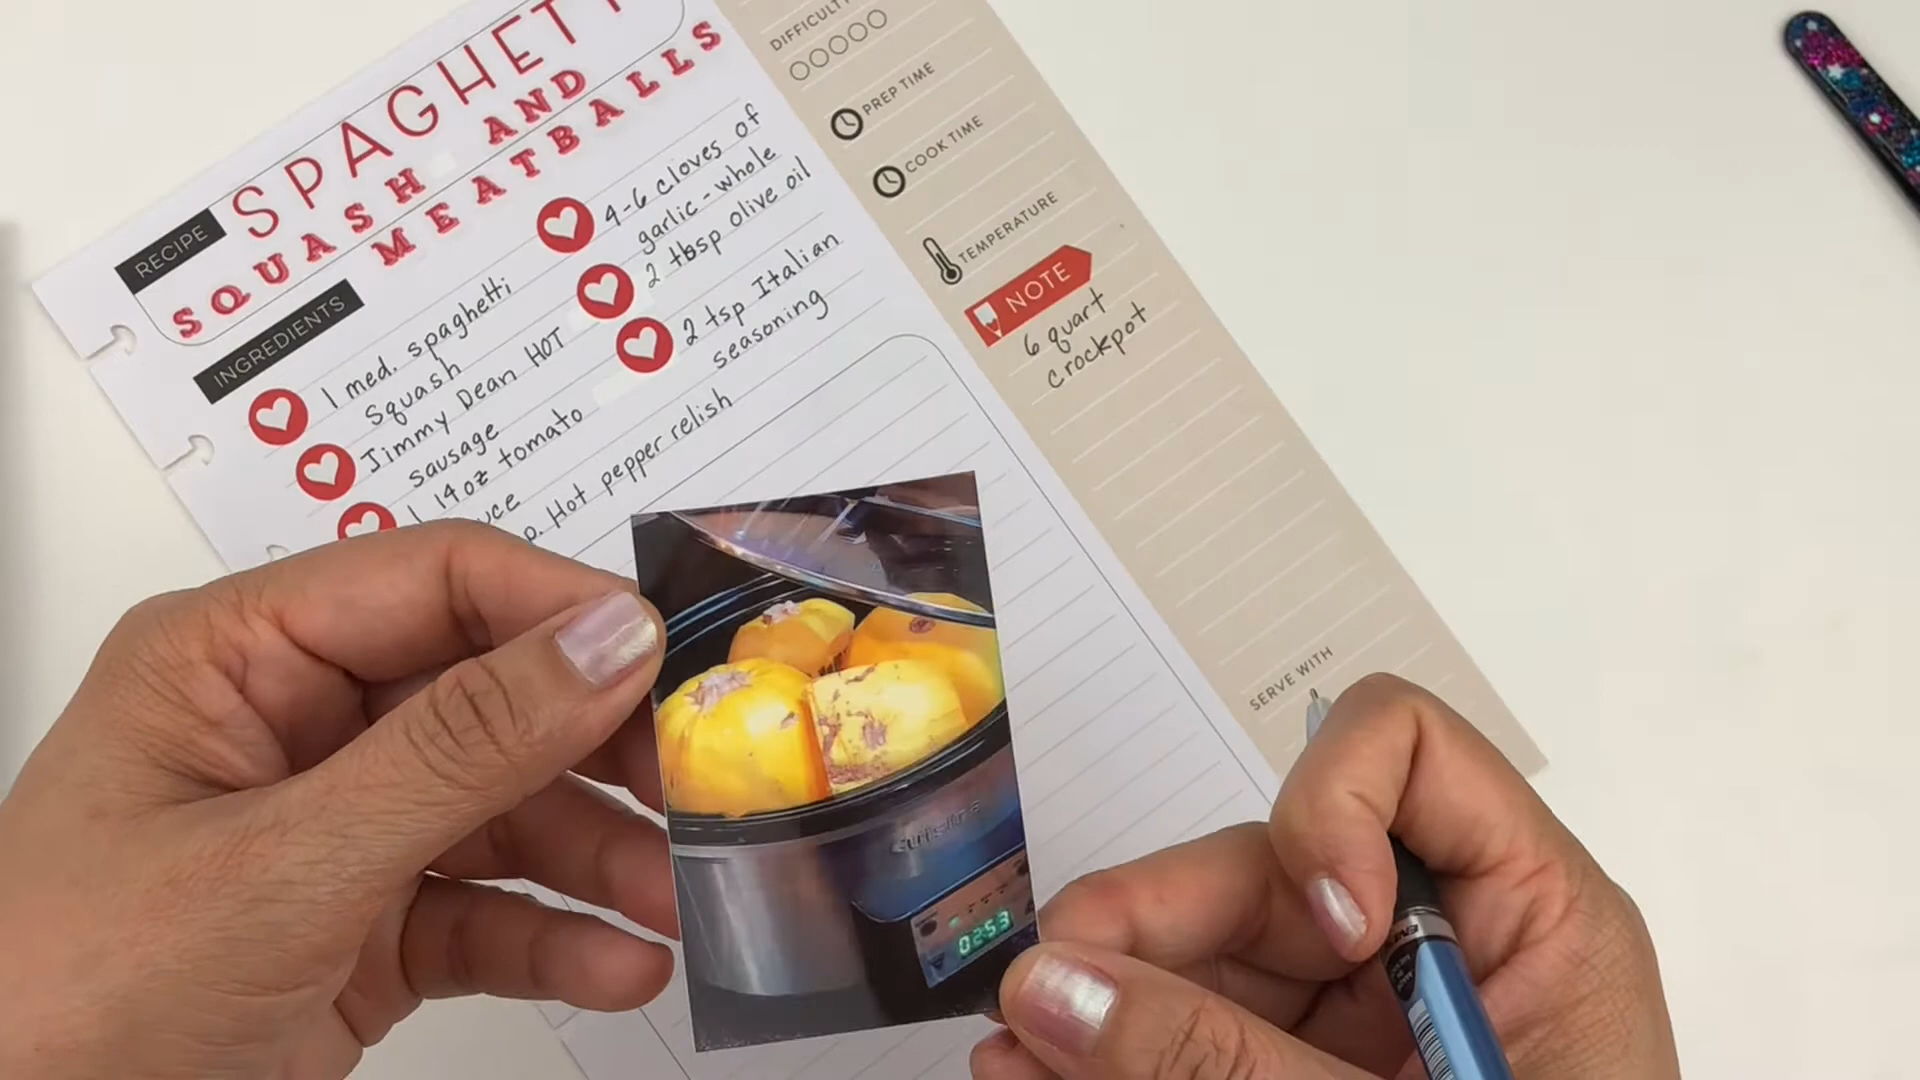 RECIPE
SPAGHETT
SQUASH AND
MEATBALLS
INGREDIENTS
1 med. spaghetti
squash
Jimmy Dean HOT
sausage
1 14oz tomato
Hot pepper relish
4-6 cloves of
garlic-whole
2 tbsp olive oil
2 tsp Italian
seasoning
DIFFICULTY
PREP TIME
COOK TIME
TEMPERATURE
NOTE
6 quart
crockpot
SERVE WITH
02:53